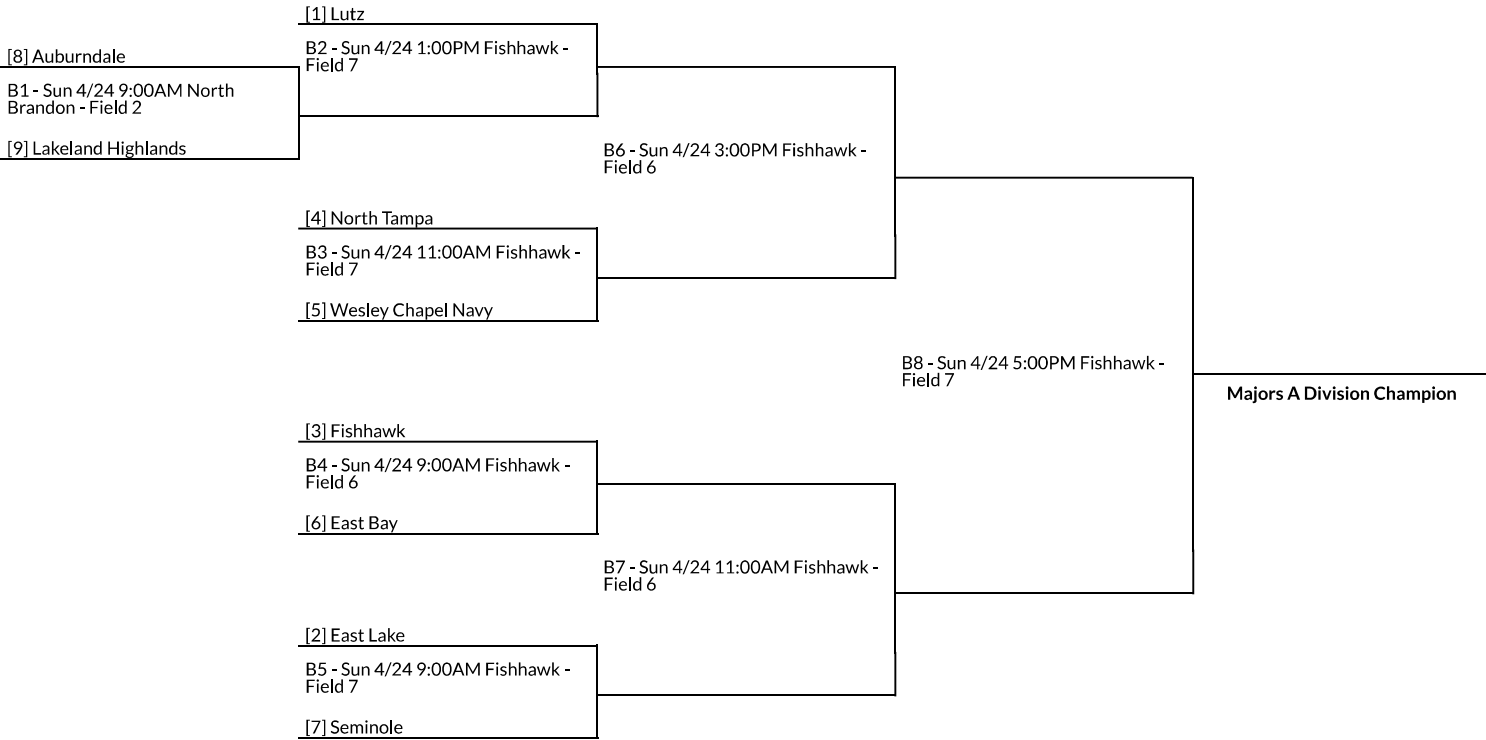 [1] Lutz
[8] Auburndale
B2 - Sun 4/24 1:00PM Fishhawk -
Field 7
B1 - Sun 4/24 9:00AM North
Brandon - Field 2
[9] Lakeland Highlands
B6 - Sun 4/24 3:00PM Fishhawk -
Field 6
[4] North Tampa
B3 - Sun 4/24 11:00AM Fishhawk -
Field 7
[5] Wesley Chapel Navy
B8 - Sun 4/24 5:00PM Fishhawk -
Field 7
Majors A Division Champion
[3] Fishhawk
B4 - Sun 4/24 9:00AM Fishhawk -
Field 6
[6] East Bay
B7 - Sun 4/24 11:00AM Fishhawk -
Field 6
[2] East Lake
B5 - Sun 4/24 9:00AM Fishhawk -
Field 7
[7] Seminole